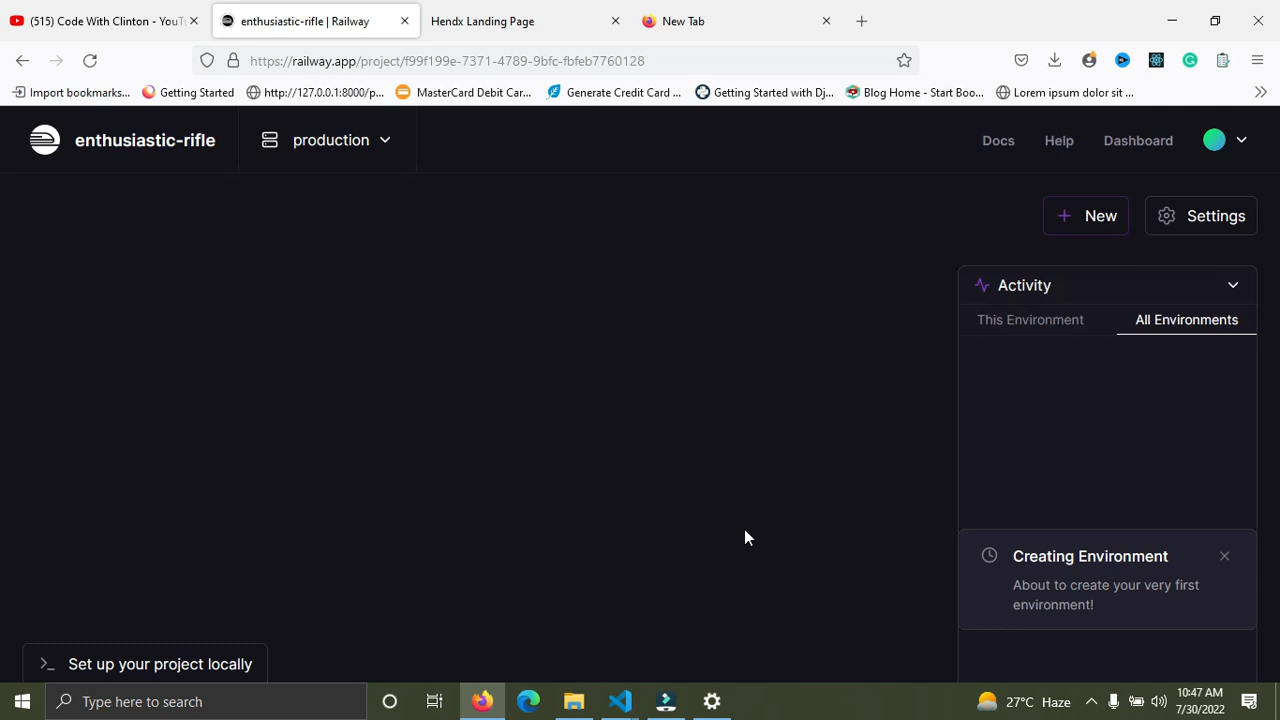 (515) Code With Clinton - YouT
enthusiastic-rifle | Railway
Hendx Landing Page
New Tab
https://railway.app/project/f99f199e-7371-4789-9bfc-fbfeb7760128
Import bookmarks...
Getting Started
http://127.0.0.1:8000/p...
MasterCard Debit Car...
Generate Credit Card ...
Getting Started with Dj...
Blog Home - Start Boo...
Lorem ipsum dolor sit ...
enthusiastic-rifle
production
Docs
Help
Dashboard
New
Settings
Activity
This Environment
All Environments
Creating Environment
About to create your very first
environment!
Set up your project locally
Type here to search
27°C Haze
10:47 AM
7/30/2022